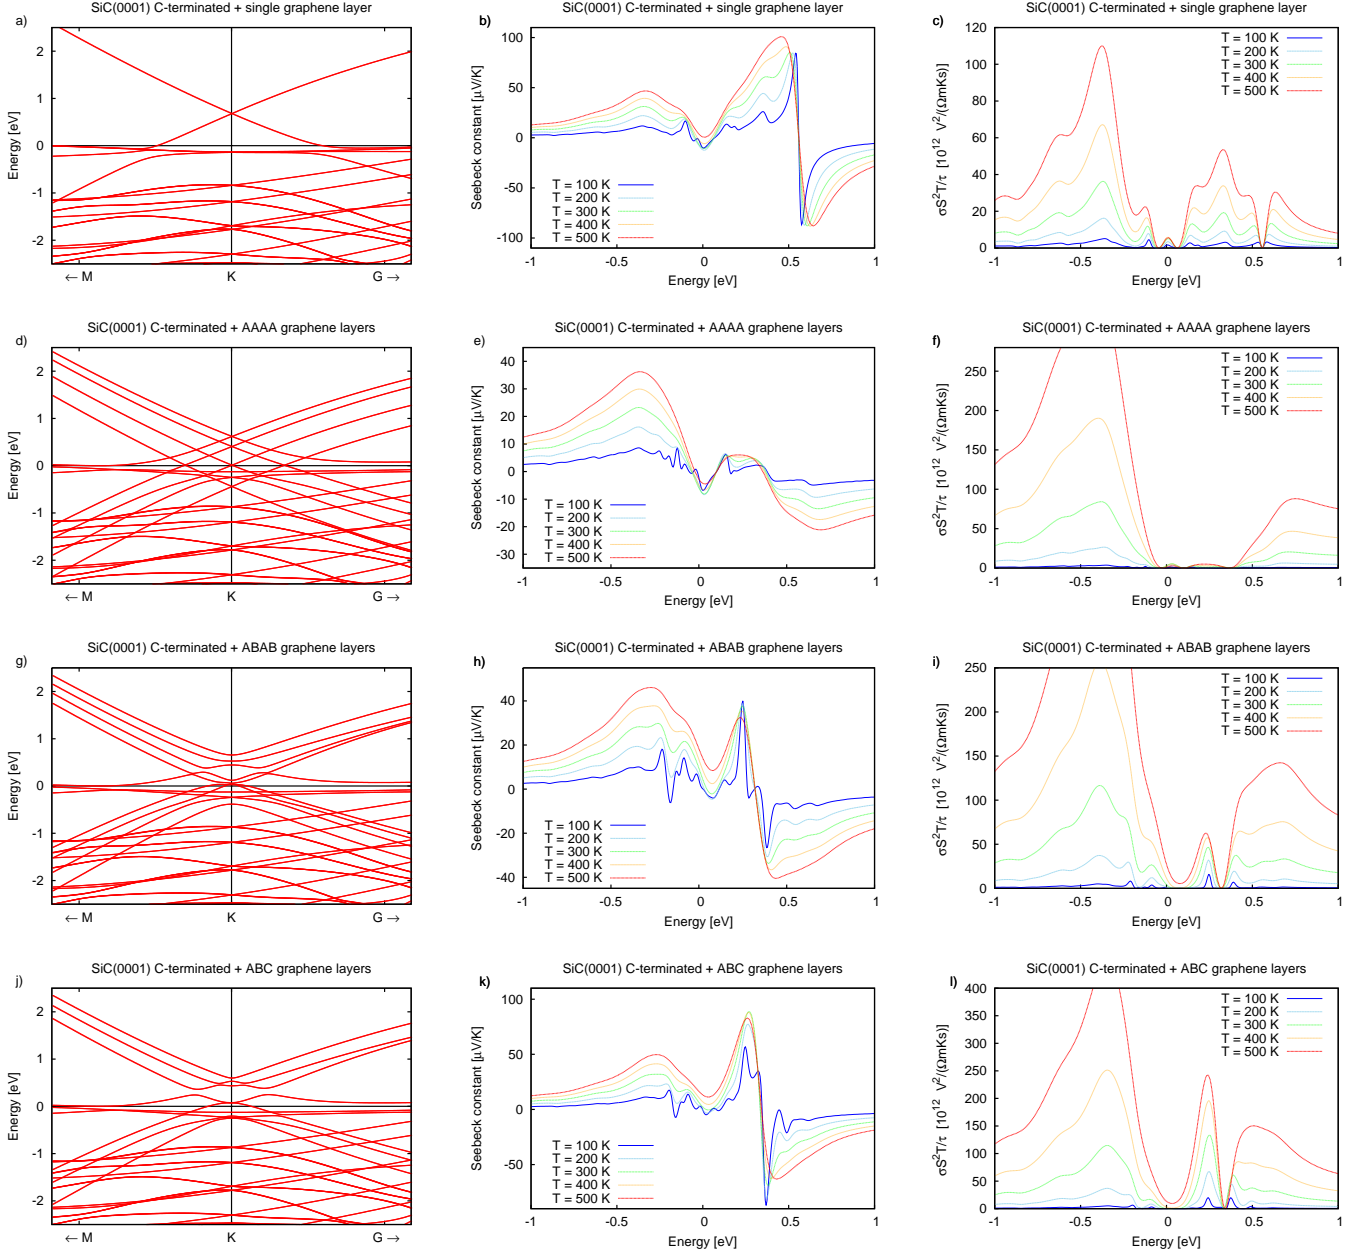 SiC(0001) C-terminated + single graphene layer
a)
Energy [eV]
2
1
0
-1
-2
← M
K
G →
SiC(0001) C-terminated + single graphene layer
b)
Seebeck constant [μV/K]
100
50
0
-50
-100
T = 100 K
T = 200 K
T = 300 K
T = 400 K
T = 500 K
-1
-0.5
0
0.5
1
Energy [eV]
SiC(0001) C-terminated + single graphene layer
c)
σS²T/τ [10¹² V²/(ΩmKs)]
120
100
80
60
40
20
0
T = 100 K
T = 200 K
T = 300 K
T = 400 K
T = 500 K
-1
-0.5
0
0.5
1
Energy [eV]
SiC(0001) C-terminated + AAAA graphene layers
d)
Energy [eV]
2
1
0
-1
-2
← M
K
G →
SiC(0001) C-terminated + AAAA graphene layers
e)
Seebeck constant [μV/K]
40
30
20
10
0
-10
-20
-30
T = 100 K
T = 200 K
T = 300 K
T = 400 K
T = 500 K
-1
-0.5
0
0.5
1
Energy [eV]
SiC(0001) C-terminated + AAAA graphene layers
f)
σS²T/τ [10¹² V²/(ΩmKs)]
250
200
150
100
50
0
T = 100 K
T = 200 K
T = 300 K
T = 400 K
T = 500 K
-1
-0.5
0
0.5
1
Energy [eV]
SiC(0001) C-terminated + ABAB graphene layers
g)
Energy [eV]
2
1
0
-1
-2
← M
K
G →
SiC(0001) C-terminated + ABAB graphene layers
h)
Seebeck constant [μV/K]
40
20
0
-20
-40
T = 100 K
T = 200 K
T = 300 K
T = 400 K
T = 500 K
-1
-0.5
0
0.5
1
Energy [eV]
SiC(0001) C-terminated + ABAB graphene layers
i)
σS²T/τ [10¹² V²/(ΩmKs)]
250
200
150
100
50
0
T = 100 K
T = 200 K
T = 300 K
T = 400 K
T = 500 K
-1
-0.5
0
0.5
1
Energy [eV]
SiC(0001) C-terminated + ABC graphene layers
j)
Energy [eV]
2
1
0
-1
-2
← M
K
G →
SiC(0001) C-terminated + ABC graphene layers
k)
Seebeck constant [μV/K]
100
50
0
-50
T = 100 K
T = 200 K
T = 300 K
T = 400 K
T = 500 K
-1
-0.5
0
0.5
1
Energy [eV]
SiC(0001) C-terminated + ABC graphene layers
l)
σS²T/τ [10¹² V²/(ΩmKs)]
400
350
300
250
200
150
100
50
0
T = 100 K
T = 200 K
T = 300 K
T = 400 K
T = 500 K
-1
-0.5
0
0.5
1
Energy [eV]